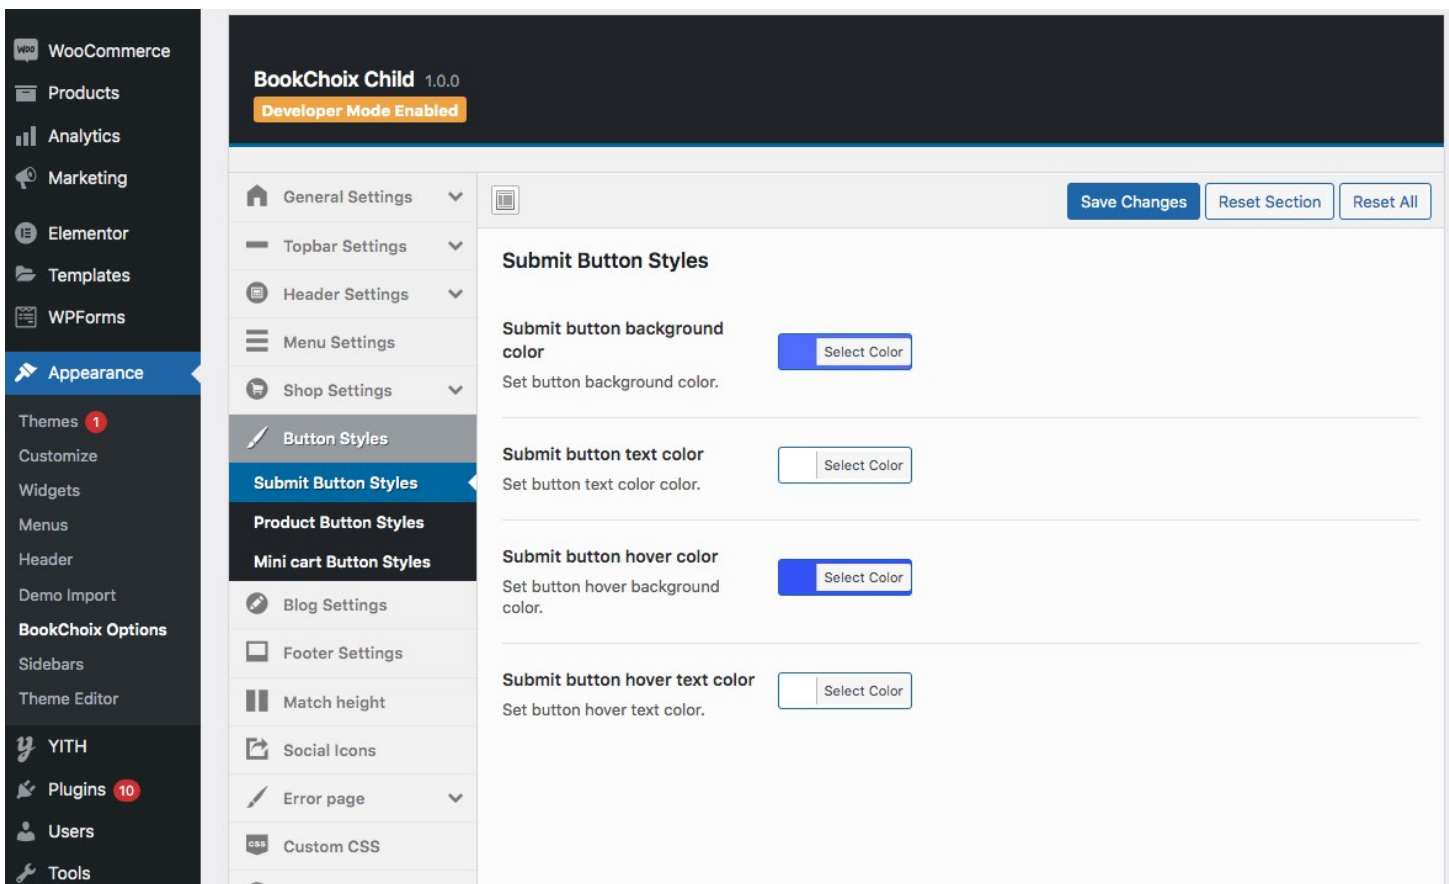 WooCommerce
Products
Analytics
Marketing
Elementor
Templates
WPForms
Appearance
Themes 1
Customize
Widgets
Menus
Header
Demo Import
BookChoix Options
Sidebars
Theme Editor
YITH
Plugins 10
Users
Tools
BookChoix Child 1.0.0
Developer Mode Enabled
General Settings
Topbar Settings
Header Settings
Menu Settings
Shop Settings
Button Styles
Submit Button Styles
Product Button Styles
Mini cart Button Styles
Blog Settings
Footer Settings
Match height
Social Icons
Error page
CSS Custom CSS
Save Changes Reset Section Reset All
Submit Button Styles
Submit button background
color
Set button background color.
Select Color
Submit button text color
Set button text color color.
Select Color
Submit button hover color
Set button hover background
color.
Select Color
Submit button hover text color
Set button hover text color.
Select Color